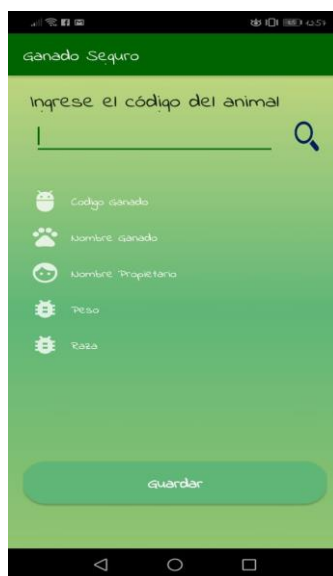 Ganado Seguro
Ingrese el código del animal
Codigo Ganado
Nombre Ganado
Nombre Propietario
Peso
Raza
Guardar